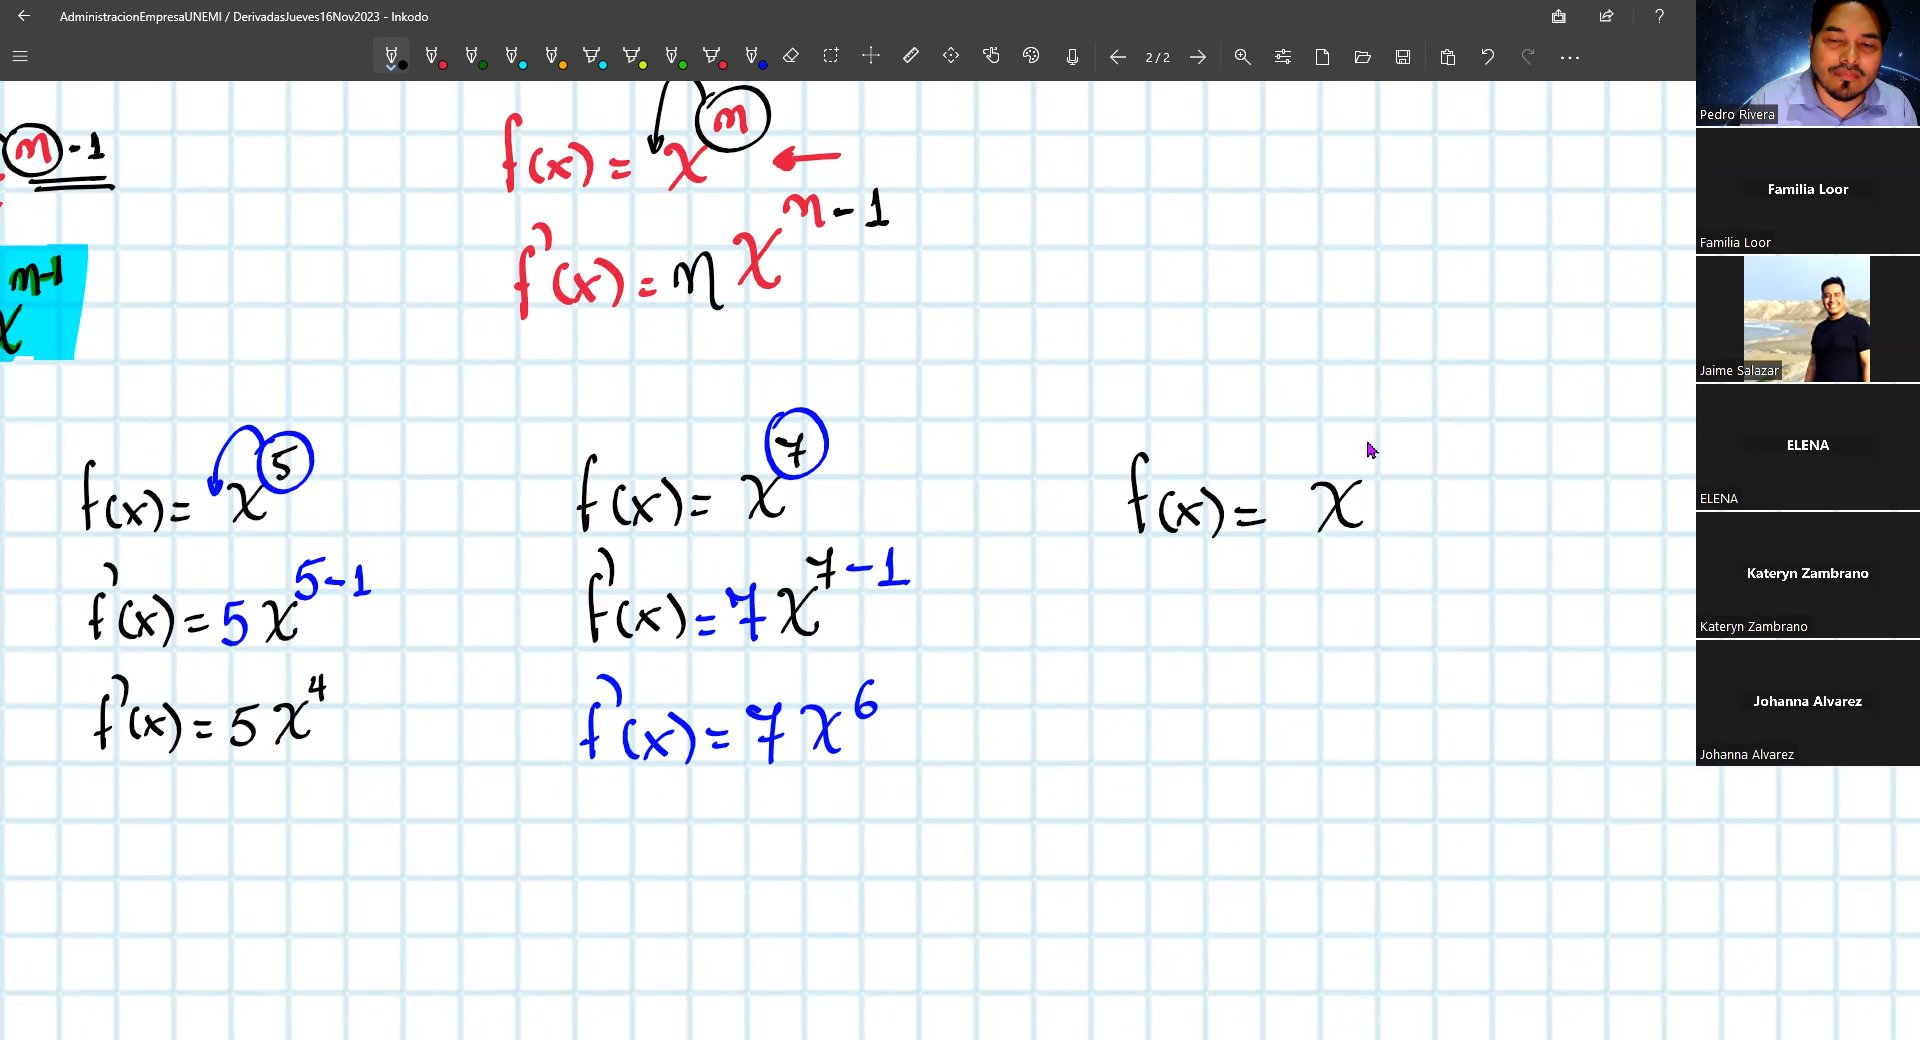 AdministracionEmpresaUNEMI / DerivadasJueves16Nov2023 - Inkodo
2 / 2
n - 1
n-1
x
f(x) = x^n
f'(x) = n x^n-1
f(x) = x^5
f'(x) = 5 x^5-1
f'(x) = 5 x^4
f(x) = x^7
f'(x) = 7 x^7-1
f'(x) = 7 x^6
f(x) = x
Pedro Rivera
Familia Loor
Familia Loor
Jaime Salazar
ELENA
ELENA
Kateryn Zambrano
Kateryn Zambrano
Johanna Alvarez
Johanna Alvarez